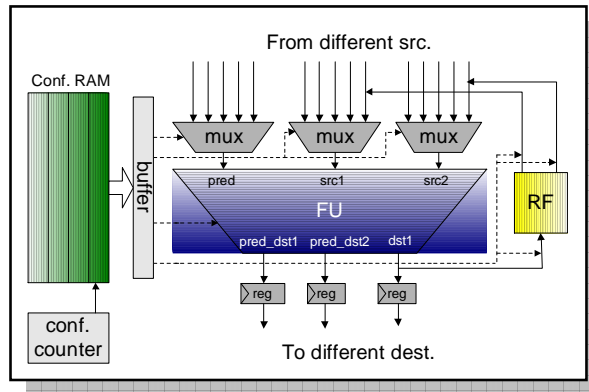 From different src.
Conf. RAM
mux mux mux
buffer
pred src1 src2
FU
RF
pred_dst1 pred_dst2 dst1
reg reg reg
conf.
counter
To different dest.